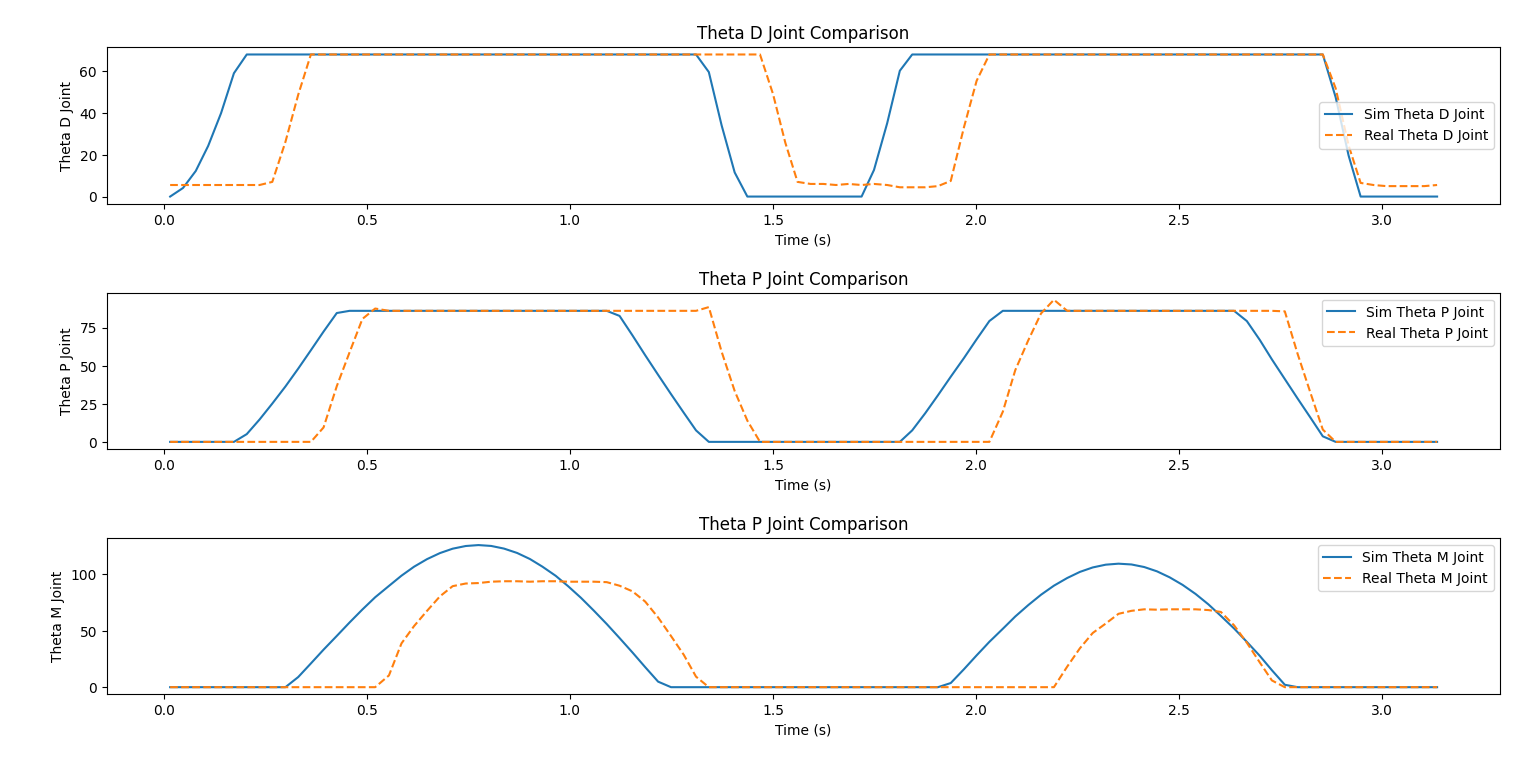 Theta D Joint Comparison
Theta D Joint
60
40
20
0
Sim Theta D Joint
Real Theta D Joint
0.0 0.5 1.0 1.5 2.0 2.5 3.0
Time (s)
Theta P Joint Comparison
Theta P Joint
75
50
25
0
Sim Theta P Joint
Real Theta P Joint
0.0 0.5 1.0 1.5 2.0 2.5 3.0
Time (s)
Theta P Joint Comparison
Theta M Joint
100
50
0
Sim Theta M Joint
Real Theta M Joint
0.0 0.5 1.0 1.5 2.0 2.5 3.0
Time (s)